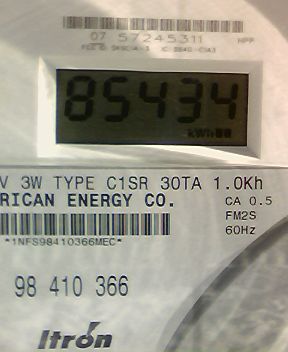 07 57245311 HPP
85434
kWh
V 3W TYPE C1SR 30TA 1.0Kh
RICAN ENERGY CO. CA 0.5
FM2S
60Hz
*1NFS98410366MEC*
98 410 366
Itron